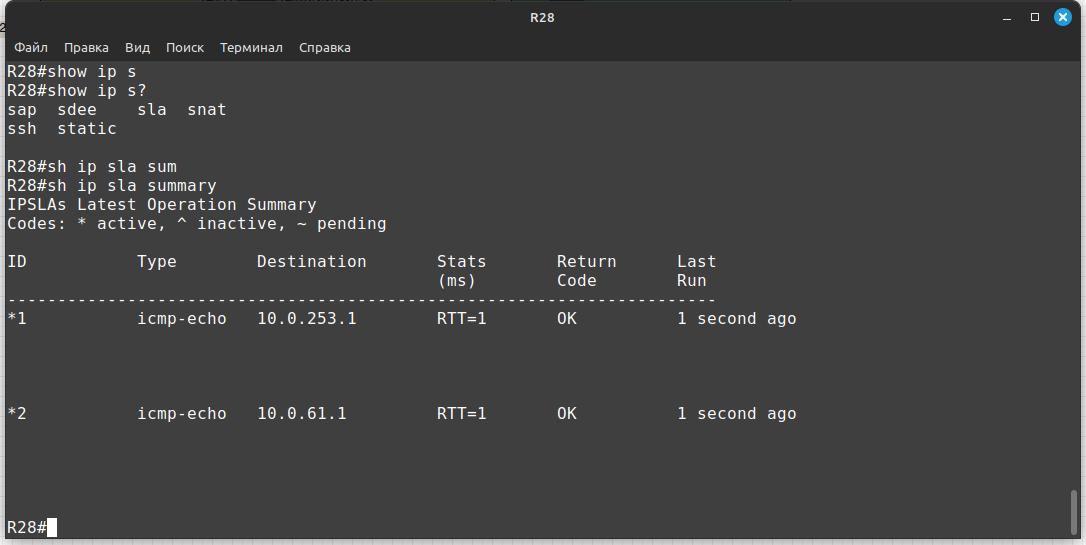 R28
Файл Правка Вид Поиск Терминал Справка
R28#show ip s
R28#show ip s?
sap  sdee    sla  snat
ssh  static
R28#sh ip sla sum
R28#sh ip sla summary
IPSLAs Latest Operation Summary
Codes: * active, ^ inactive, ~ pending
ID           Type        Destination       Stats       Return      Last
                                           (ms)        Code        Run
-----------------------------------------------------------------------
*1           icmp-echo   10.0.253.1        RTT=1       OK          1 second ago
*2           icmp-echo   10.0.61.1         RTT=1       OK          1 second ago
R28#